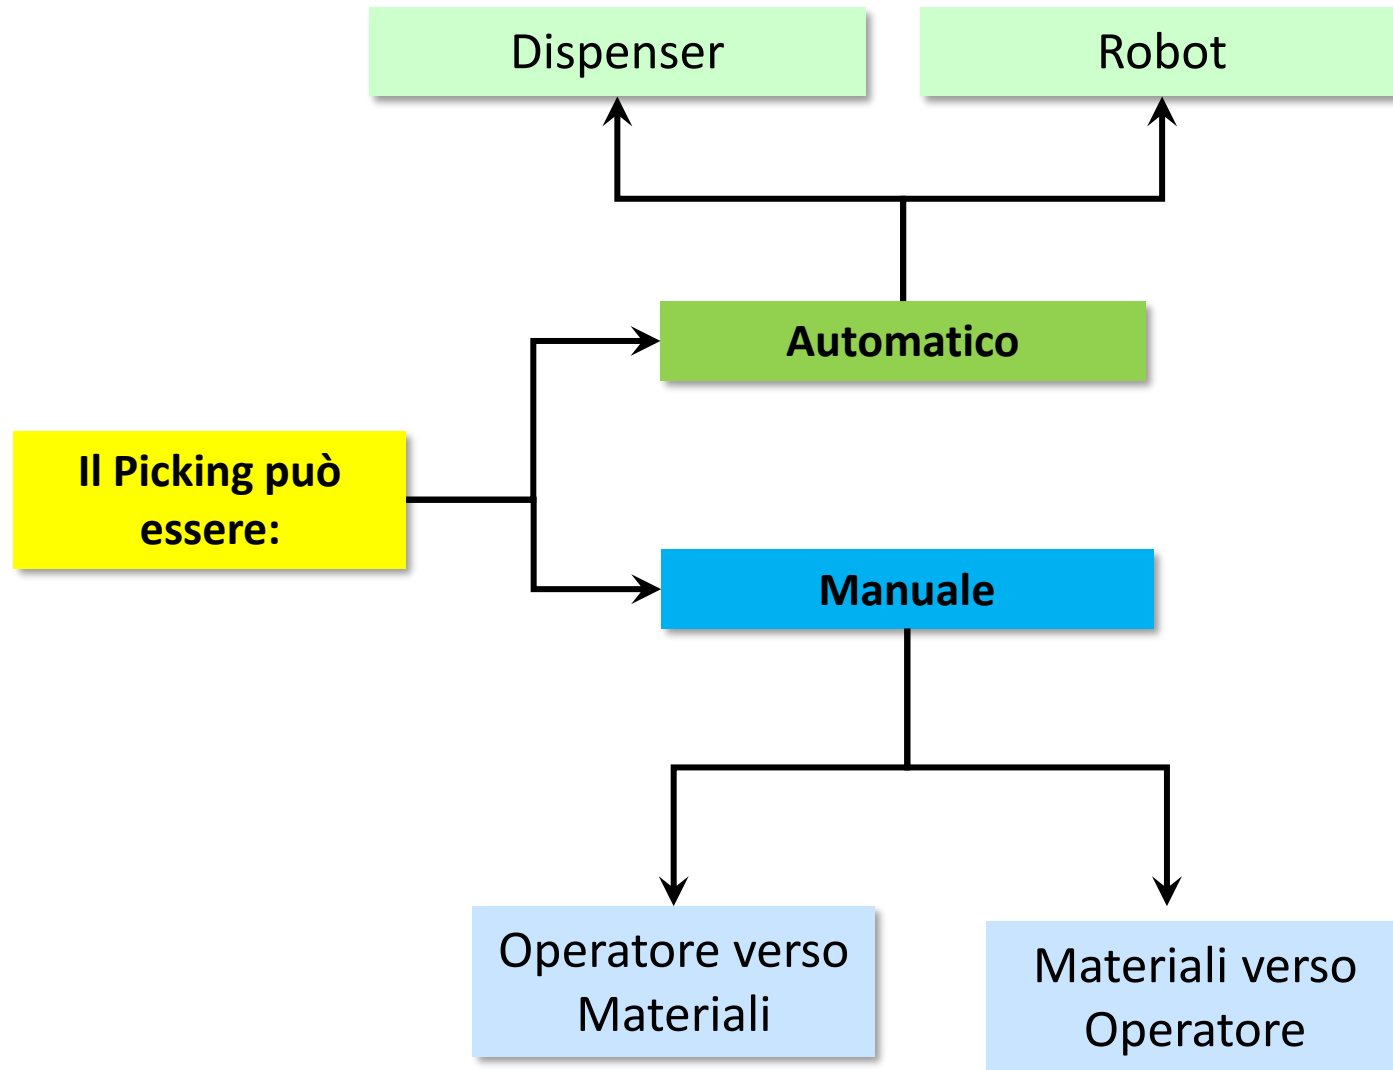 Dispenser
Robot
Automatico
Il Picking può
essere:
Manuale
Operatore verso
Materiali
Materiali verso
Operatore